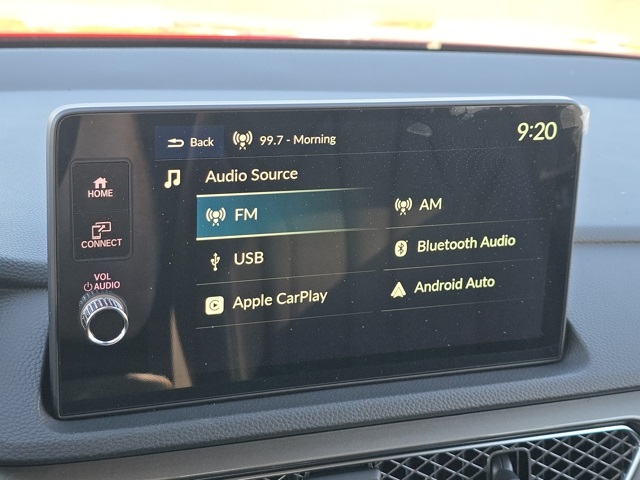 Back 99.7 - Morning 9:20
Audio Source
HOME
CONNECT
VOL
AUDIO
FM AM
USB Bluetooth Audio
Apple CarPlay Android Auto